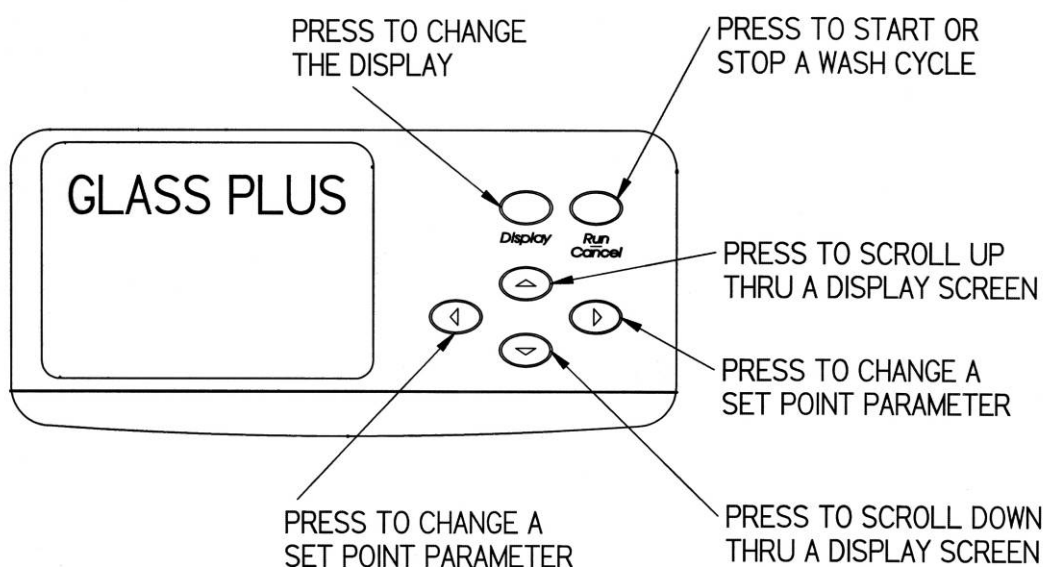 PRESS TO CHANGE
THE DISPLAY
PRESS TO START OR
STOP A WASH CYCLE
GLASS PLUS
Display
Run
Cancel
PRESS TO SCROLL UP
THRU A DISPLAY SCREEN
PRESS TO CHANGE A
SET POINT PARAMETER
PRESS TO CHANGE A
SET POINT PARAMETER
PRESS TO SCROLL DOWN
THRU A DISPLAY SCREEN